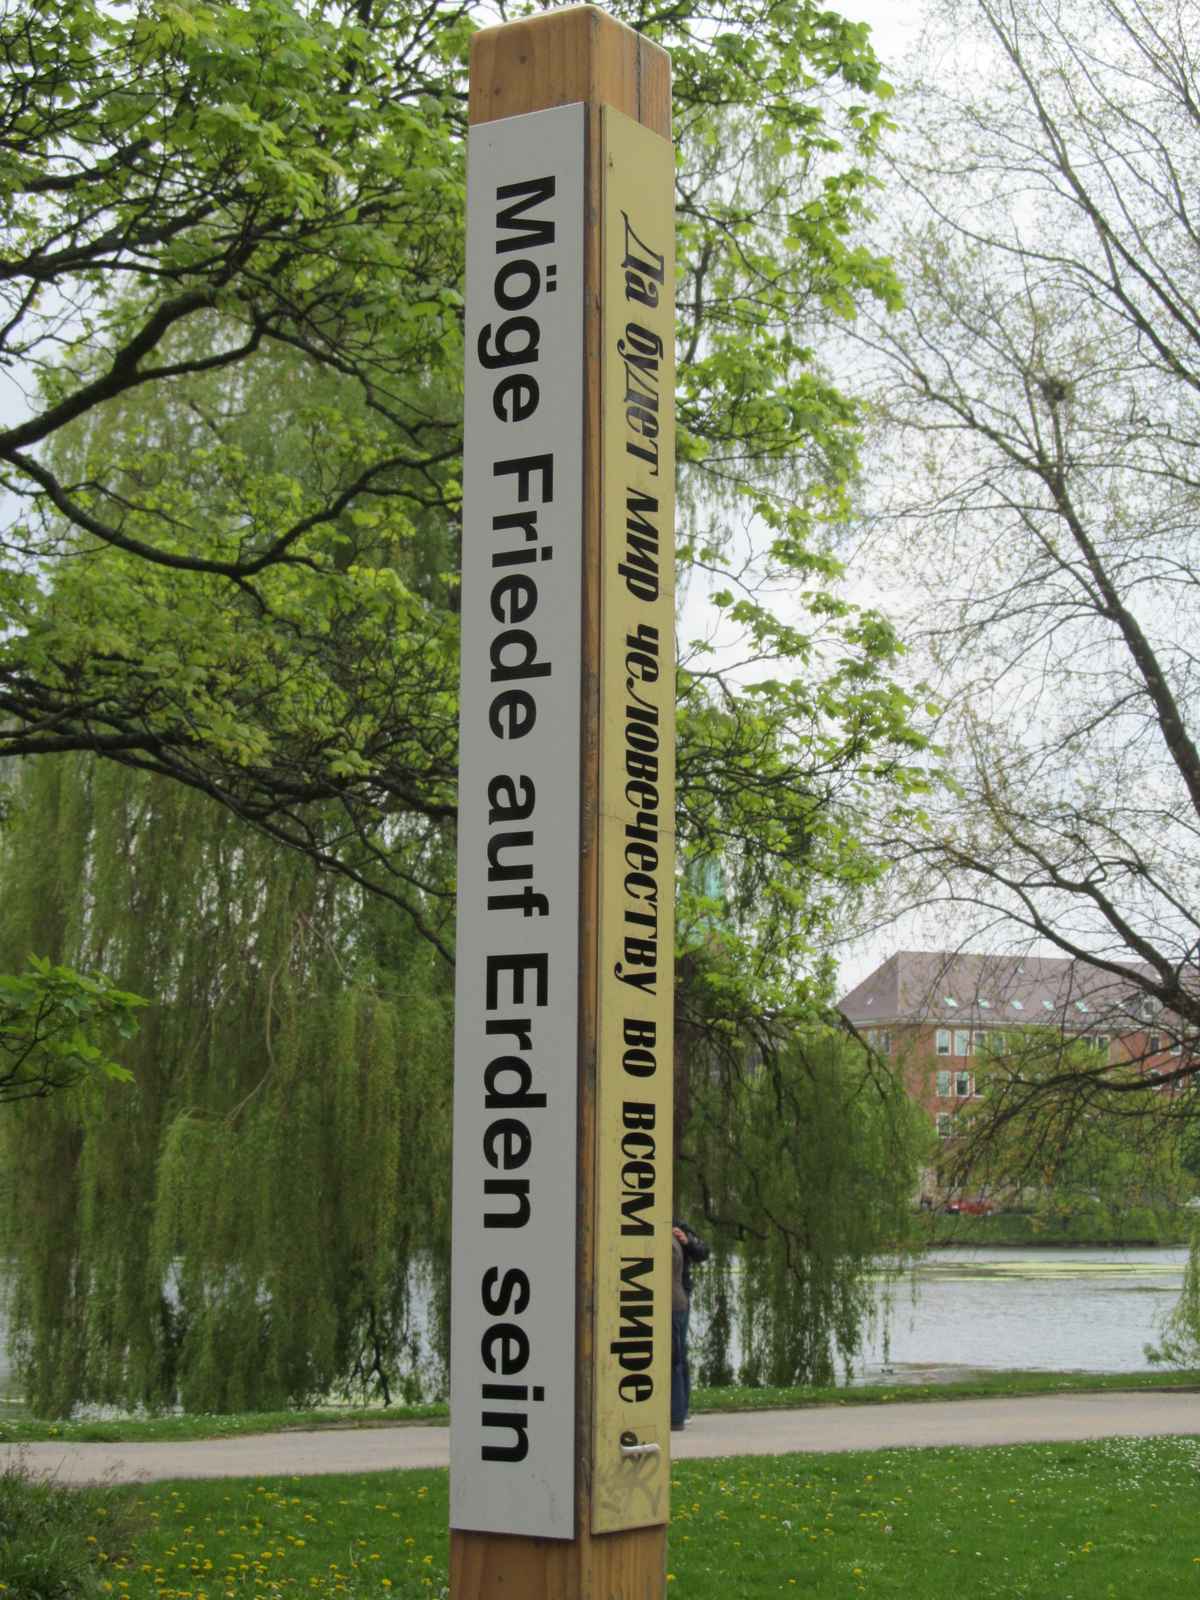 Möge Friede auf Erden sein
Да будет мир человечеству во всем мире